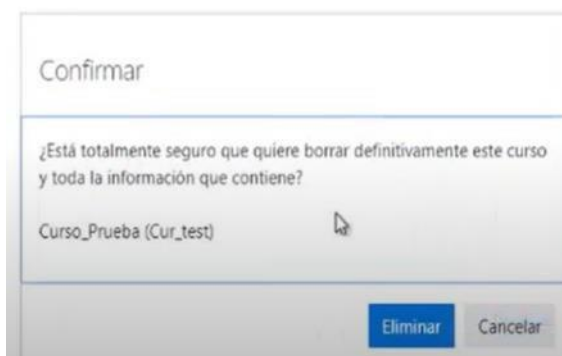 Confirmar
¿Está totalmente seguro que quiere borrar definitivamente este curso
y toda la información que contiene?
Curso_Prueba (Cur_test)
Eliminar
Cancelar